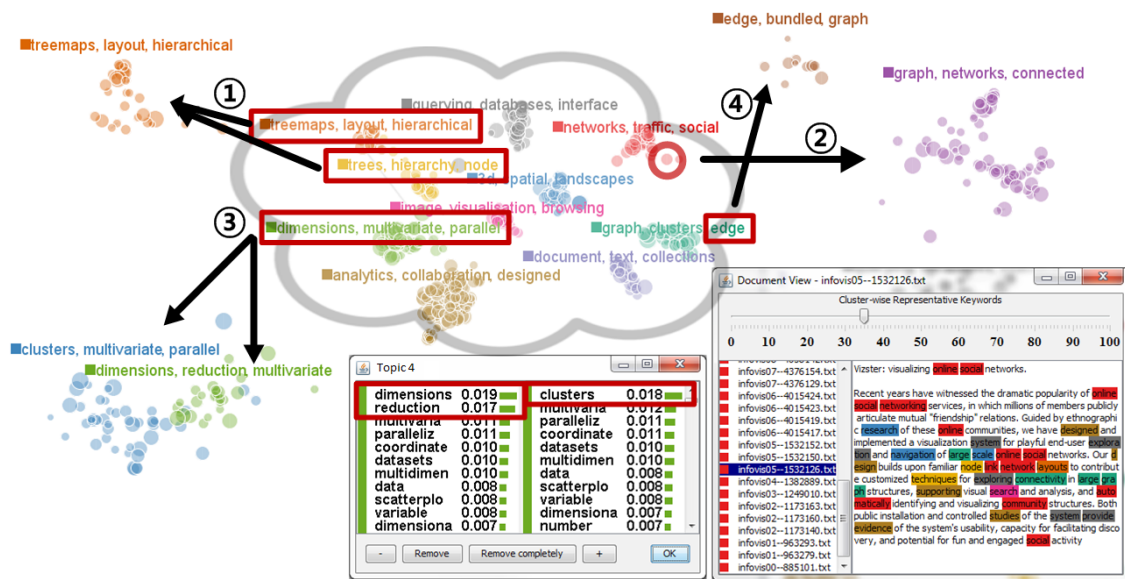 edge, bundled, graph
treemaps, layout, hierarchical
graph, networks, connected
①
④
querying, databases, interface
treemaps, layout, hierarchical
networks, traffic, social
②
trees, hierarchy, node
3d, spatial, landscapes
image, visualisation, browsing
③
dimensions, multivariate, parallel
graph, clusters, edge
document, text, collections
analytics, collaboration, designed
clusters, multivariate, parallel
dimensions, reduction, multivariate
Topic 4
dimensions 0.019 clusters 0.018
reduction 0.017 multivaria 0.012
multivaria 0.011 paralleliz 0.011
paralleliz 0.011 coordinate 0.011
coordinate 0.011 datasets 0.010
datasets 0.010 multidimen 0.010
multidimen 0.010 data 0.008
data 0.008 scatterplo 0.008
scatterplo 0.008 variable 0.008
variable 0.008 dimensiona 0.007
dimensiona 0.007 number 0.007
- Remove Remove completely + OK
Document View - infovis05--1532126.txt
Cluster-wise Representative Keywords
0 10 20 30 40 50 60 70 80 90 100
infovis06--4376154.txt
infovis07--4376129.txt
infovis06--4015424.txt
infovis06--4015423.txt
infovis06--4015419.txt
infovis06--4015417.txt
infovis05--1532152.txt
infovis05--1532150.txt
infovis05--1532126.txt
infovis04--1382889.txt
infovis03--1249010.txt
infovis02--1173163.txt
infovis02--1173160.txt
infovis02--1173140.txt
infovis01--963293.txt
infovis01--963279.txt
infovis00--885101.txt
Vizster: visualizing online social networks.
Recent years have witnessed the dramatic popularity of online
social networking services, in which millions of members publicly
articulate mutual "friendship" relations. Guided by ethnographi
c research of these online communities, we have designed and
implemented a visualization system for playful end-user explora
tion and navigation of large scale online social networks. Our d
esign builds upon familiar node link network layouts to contribut
e customized techniques for exploring connectivity in large gra
ph structures, supporting visual search and analysis, and auto
matically identifying and visualizing community structures. Both
public installation and controlled studies of the system provide
evidence of the system's usability, capacity for facilitating disco
very, and potential for fun and engaged social activity